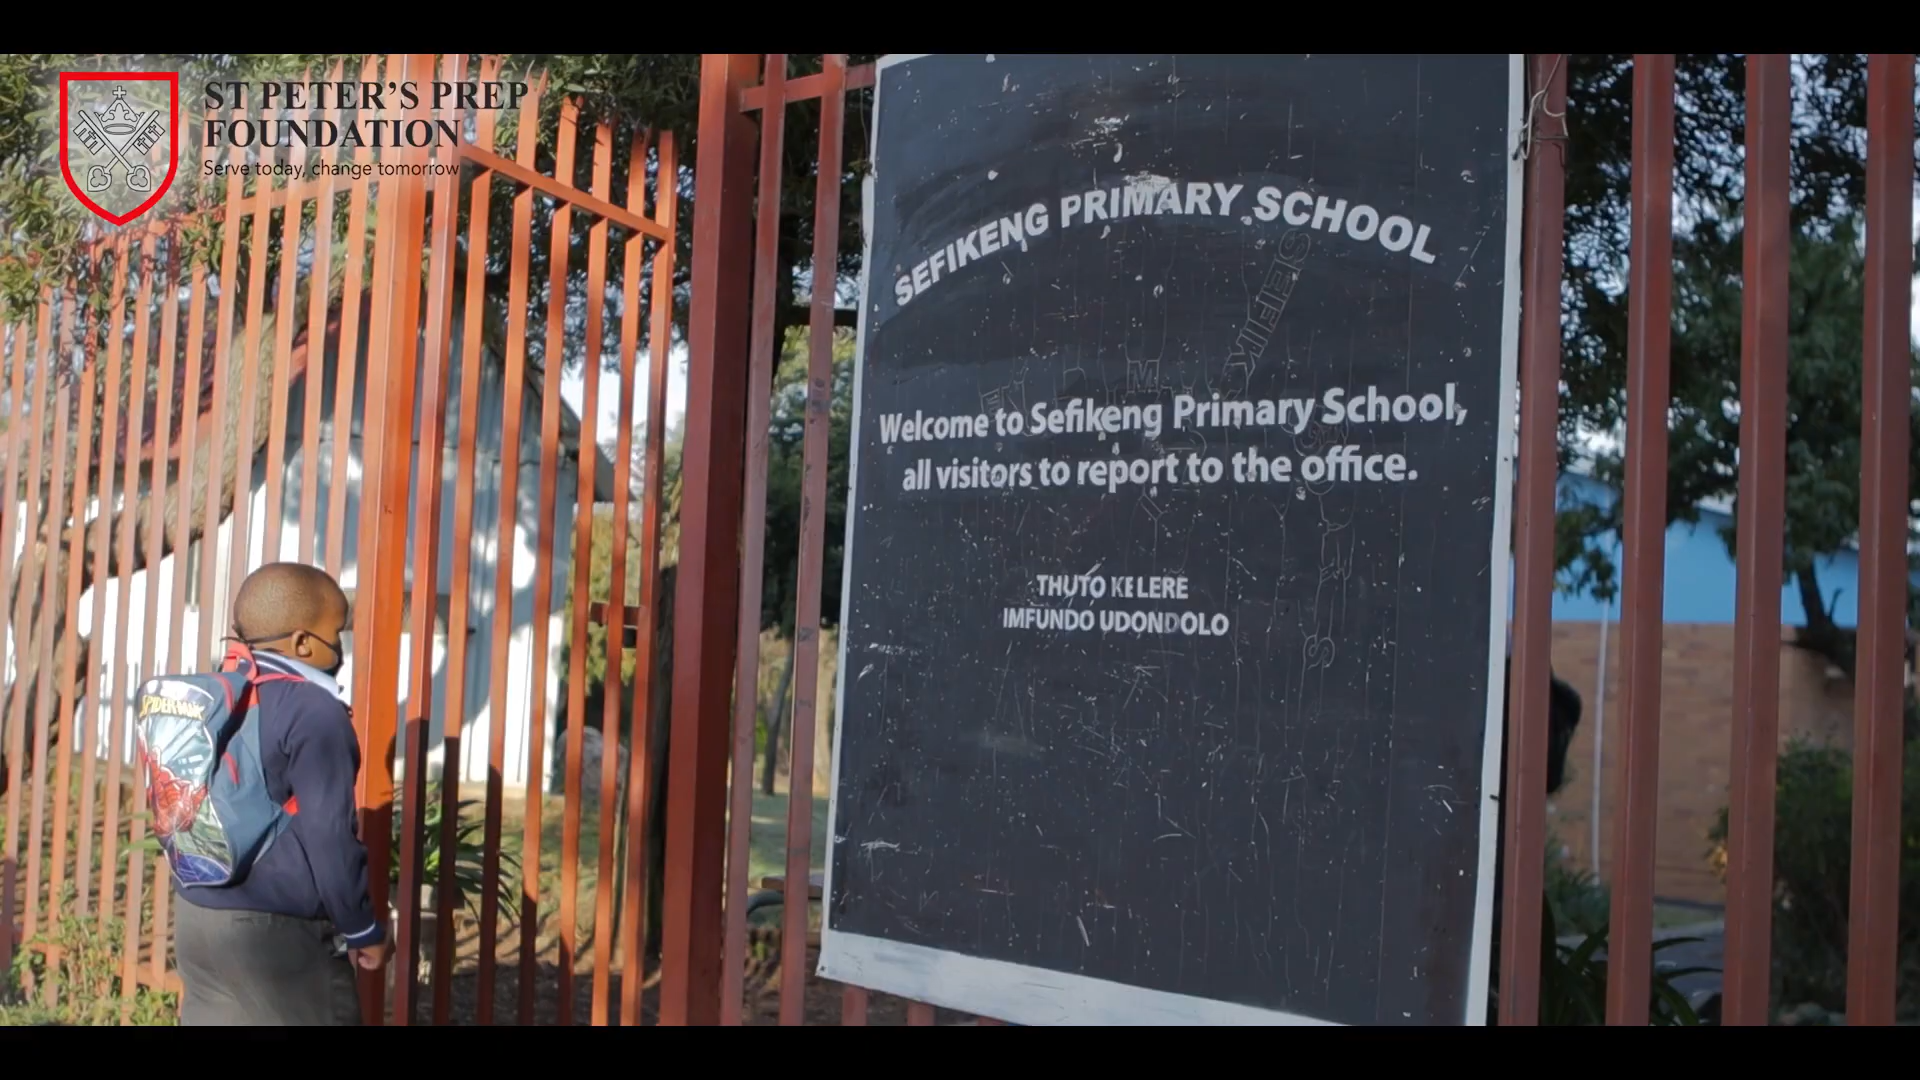 ST PETER'S PREP
FOUNDATION
Serve today, change tomorrow
SEFIKENG PRIMARY SCHOOL
Welcome to Sefikeng Primary School,
all visitors to report to the office.
THUTO KE LERE
IMFUNDO UDONDOLO
SPIDER-MAN